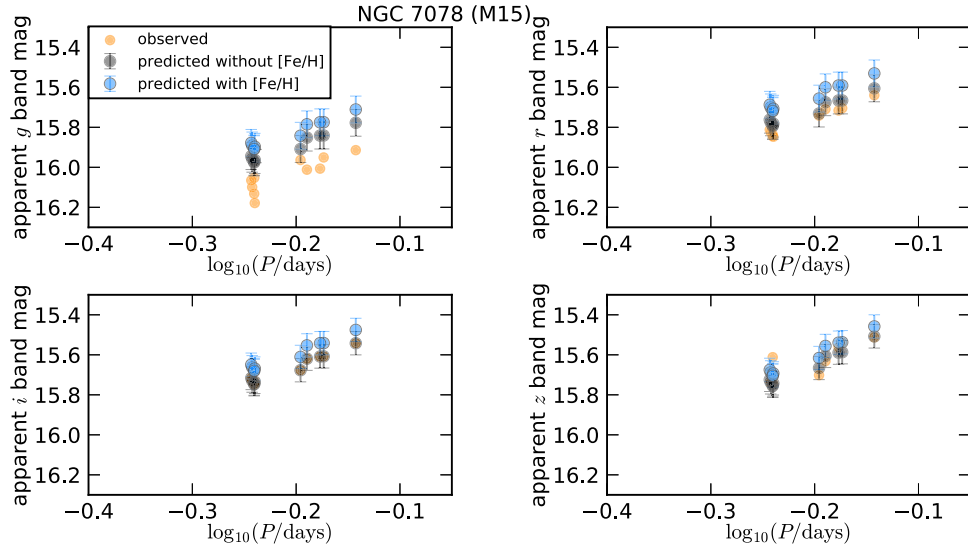 NGC 7078 (M15)
observed
predicted without [Fe/H]
predicted with [Fe/H]
apparent g band mag
15.4
15.6
15.8
16.0
16.2
−0.4 −0.3 −0.2 −0.1
log10(P/days)
apparent r band mag
15.4
15.6
15.8
16.0
16.2
−0.4 −0.3 −0.2 −0.1
log10(P/days)
apparent i band mag
15.4
15.6
15.8
16.0
16.2
−0.4 −0.3 −0.2 −0.1
log10(P/days)
apparent z band mag
15.4
15.6
15.8
16.0
16.2
−0.4 −0.3 −0.2 −0.1
log10(P/days)